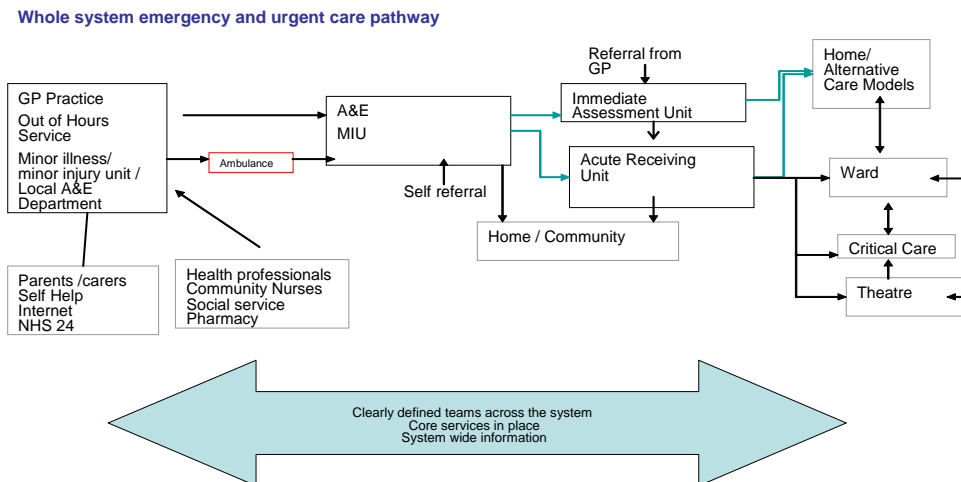 Whole system emergency and urgent care pathway
GP Practice
Out of Hours
Service
Minor illness/
minor injury unit /
Local A&E
Department
Ambulance
A&E
MIU
Self referral
Referral from
GP
Immediate
Assessment Unit
Acute Receiving
Unit
Home/
Alternative
Care Models
Ward
Critical Care
Theatre
Home / Community
Parents /carers
Self Help
Internet
NHS 24
Health professionals
Community Nurses
Social service
Pharmacy
Clearly defined teams across the system
Core services in place
System wide information